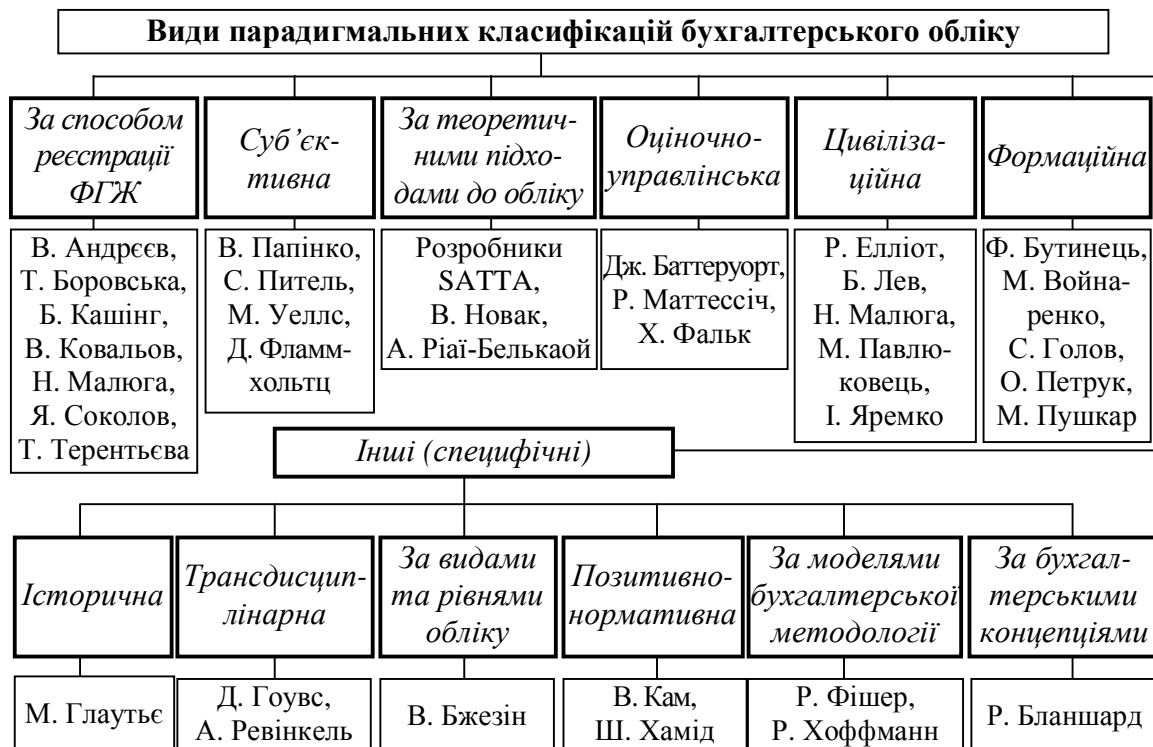 Види парадигмальних класифікацій бухгалтерського обліку
За способом
реєстрації
ФГЖ
Суб’єк-
тивна
За теоретич-
ними підхо-
дами до обліку
Оціночно-
управлінська
Цивіліза-
ційна
Формаційна
В. Андрєєв,
Т. Боровська,
Б. Кашінг,
В. Ковальов,
Н. Малюга,
Я. Соколов,
Т. Терентьєва
В. Папінко,
С. Питель,
М. Уеллс,
Д. Фламм-
хольтц
Розробники
SATTA,
В. Новак,
А. Ріаї-Белькаой
Дж. Баттеруорт,
Р. Маттессіч,
Х. Фальк
Р. Елліот,
Б. Лев,
Н. Малюга,
М. Павлю-
ковець,
І. Яремко
Ф. Бутинець,
М. Война-
ренко,
С. Голов,
О. Петрук,
М. Пушкар
Інші (специфічні)
Історична
Трансдисцип-
лінарна
За видами
та рівнями
обліку
Позитивно-
нормативна
За моделями
бухгалтерської
методології
За бухгал-
терськими
концепціями
М. Глаутьє
Д. Гоувс,
А. Ревінкель
В. Бжезін
В. Кам,
Ш. Хамід
Р. Фішер,
Р. Хоффманн
Р. Бланшард